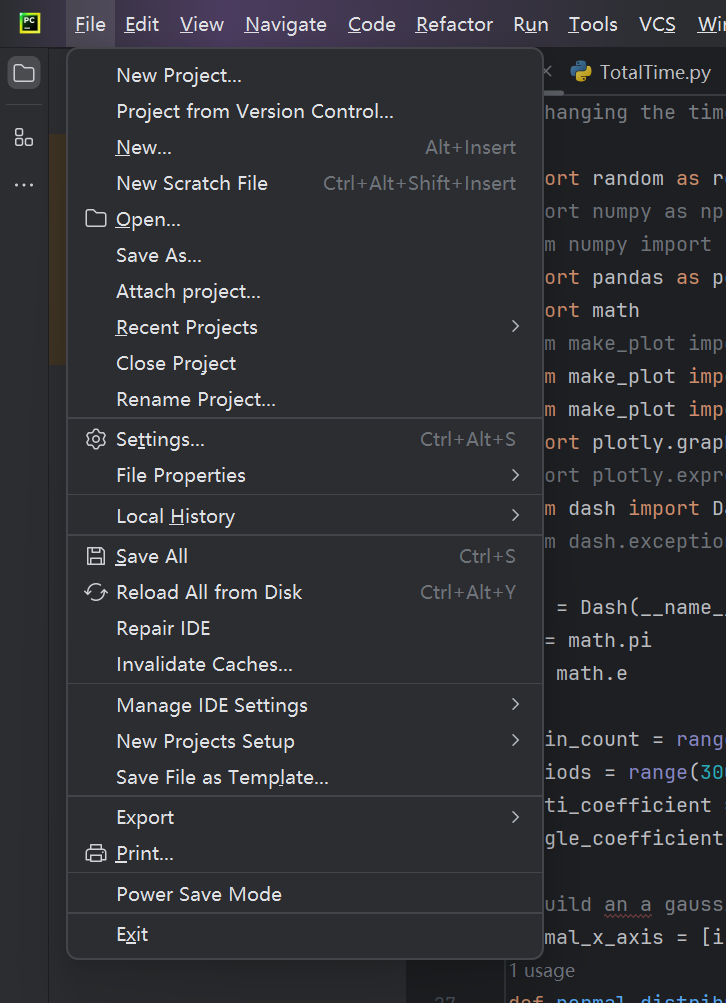 PC
File Edit View Navigate Code Refactor Run Tools VCS
TotalTime.py
New Project...
Project from Version Control...
New... Alt+Insert
New Scratch File Ctrl+Alt+Shift+Insert
Open...
Save As...
Attach project...
Recent Projects
Close Project
Rename Project...
Settings... Ctrl+Alt+S
File Properties
Local History
Save All Ctrl+S
Reload All from Disk Ctrl+Alt+Y
Repair IDE
Invalidate Caches...
Manage IDE Settings
New Projects Setup
Save File as Template...
Export
Print...
Power Save Mode
Exit
hanging the tim
ort random as r
ort numpy as np
m numpy import
ort pandas as p
ort math
m make_plot imp
m make_plot imp
m make_plot imp
ort plotly.grap
ort plotly.expr
m dash import D
m dash.exceptio
= Dash(__name_
= math.pi
math.e
in_count = rang
iods = range(30
ti_coefficient =
gle_coefficient
uild an a gauss
mal_x_axis = [i
1 usage
def normal_distrib